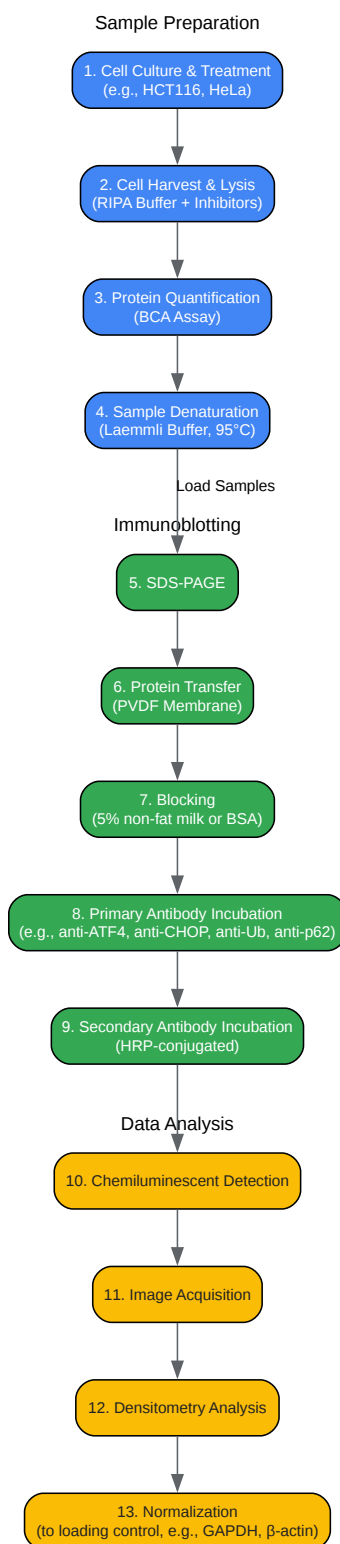 Sample Preparation
1. Cell Culture & Treatment
(e.g., HCT116, HeLa)
2. Cell Harvest & Lysis
(RIPA Buffer + Inhibitors)
3. Protein Quantification
(BCA Assay)
4. Sample Denaturation
(Laemmli Buffer, 95°C)
Load Samples
Immunoblotting
5. SDS-PAGE
6. Protein Transfer
(PVDF Membrane)
7. Blocking
(5% non-fat milk or BSA)
8. Primary Antibody Incubation
(e.g., anti-ATF4, anti-CHOP, anti-Ub, anti-p62)
9. Secondary Antibody Incubation
(HRP-conjugated)
Data Analysis
10. Chemiluminescent Detection
11. Image Acquisition
12. Densitometry Analysis
13. Normalization
(to loading control, e.g., GAPDH, β-actin)